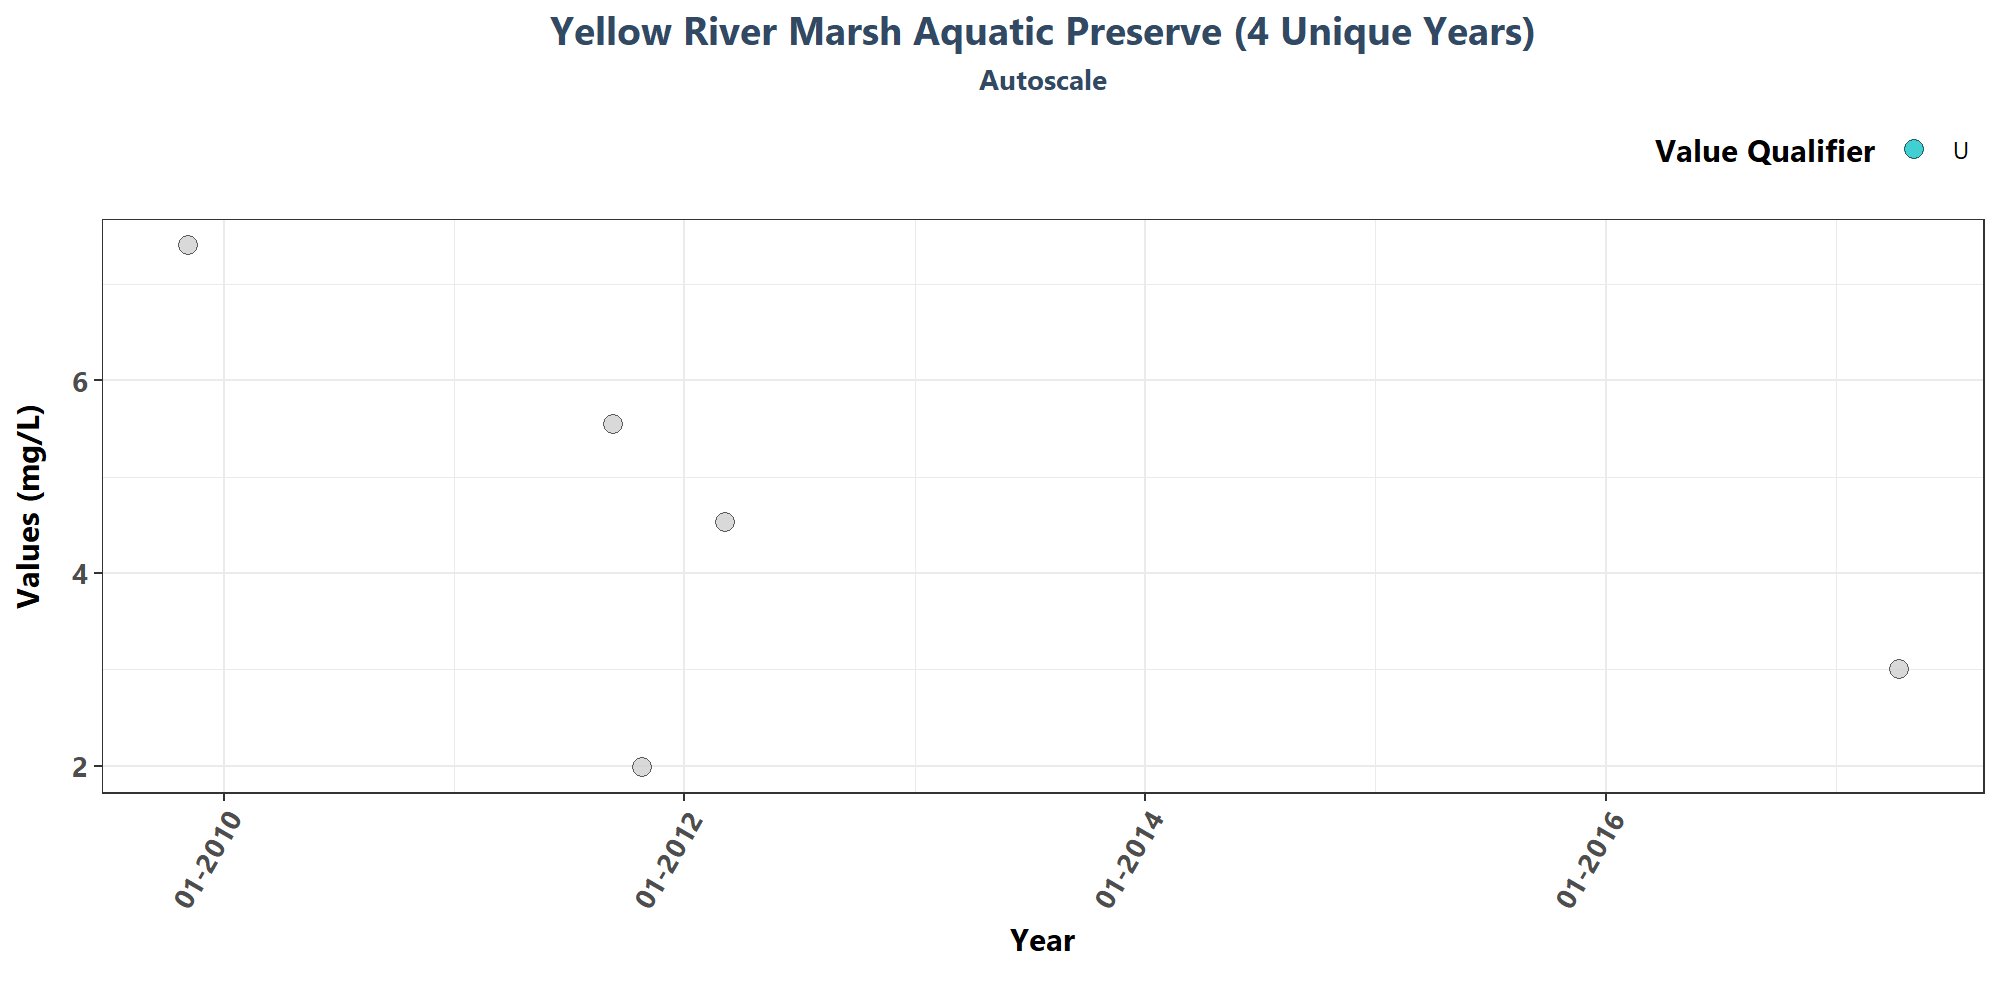 Yellow River Marsh Aquatic Preserve (4 Unique Years)
Autoscale
Value Qualifier U
Values (mg/L)
6
4
2
01-2010 01-2012 01-2014 01-2016
Year